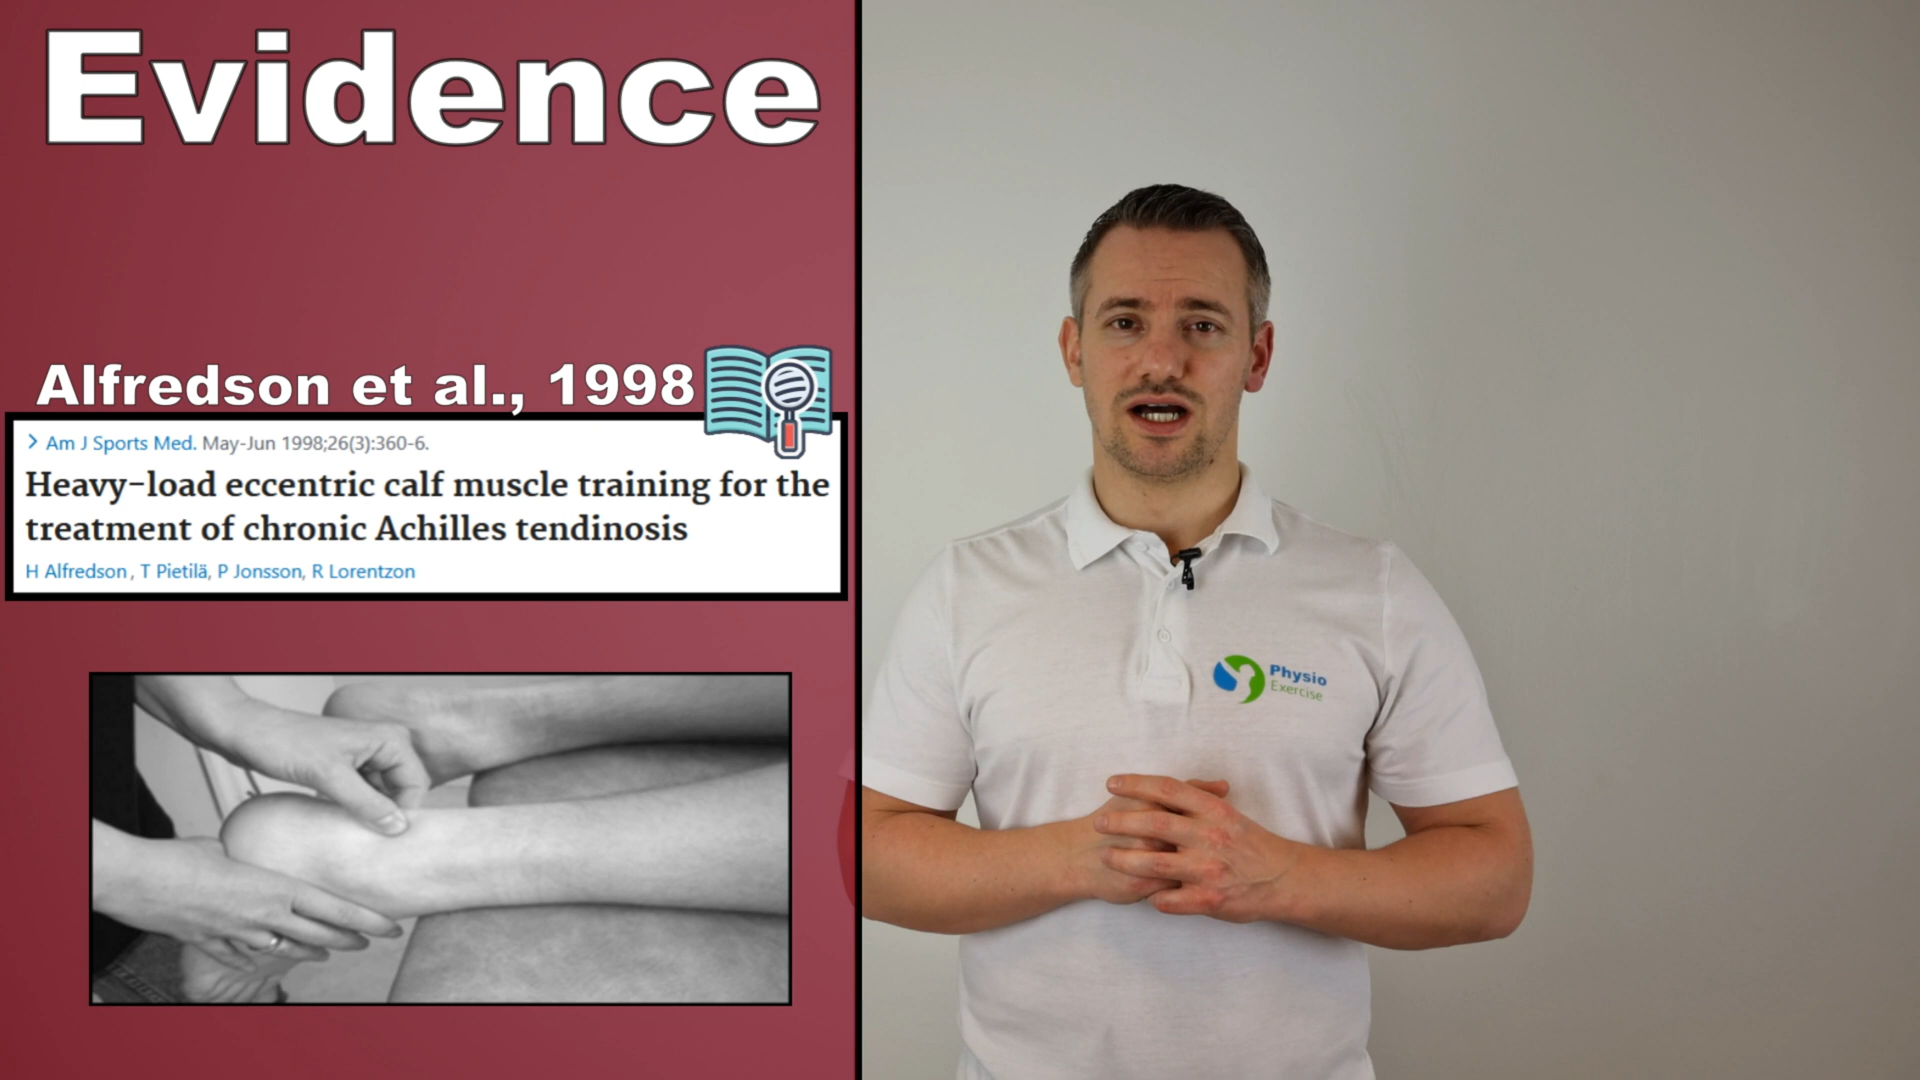 Evidence
Alfredson et al., 1998
Am J Sports Med. May-Jun 1998;26(3):360-6.
Heavy-load eccentric calf muscle training for the
treatment of chronic Achilles tendinosis
H Alfredson, T Pietilä, P Jonsson, R Lorentzon
Physio
Exercise